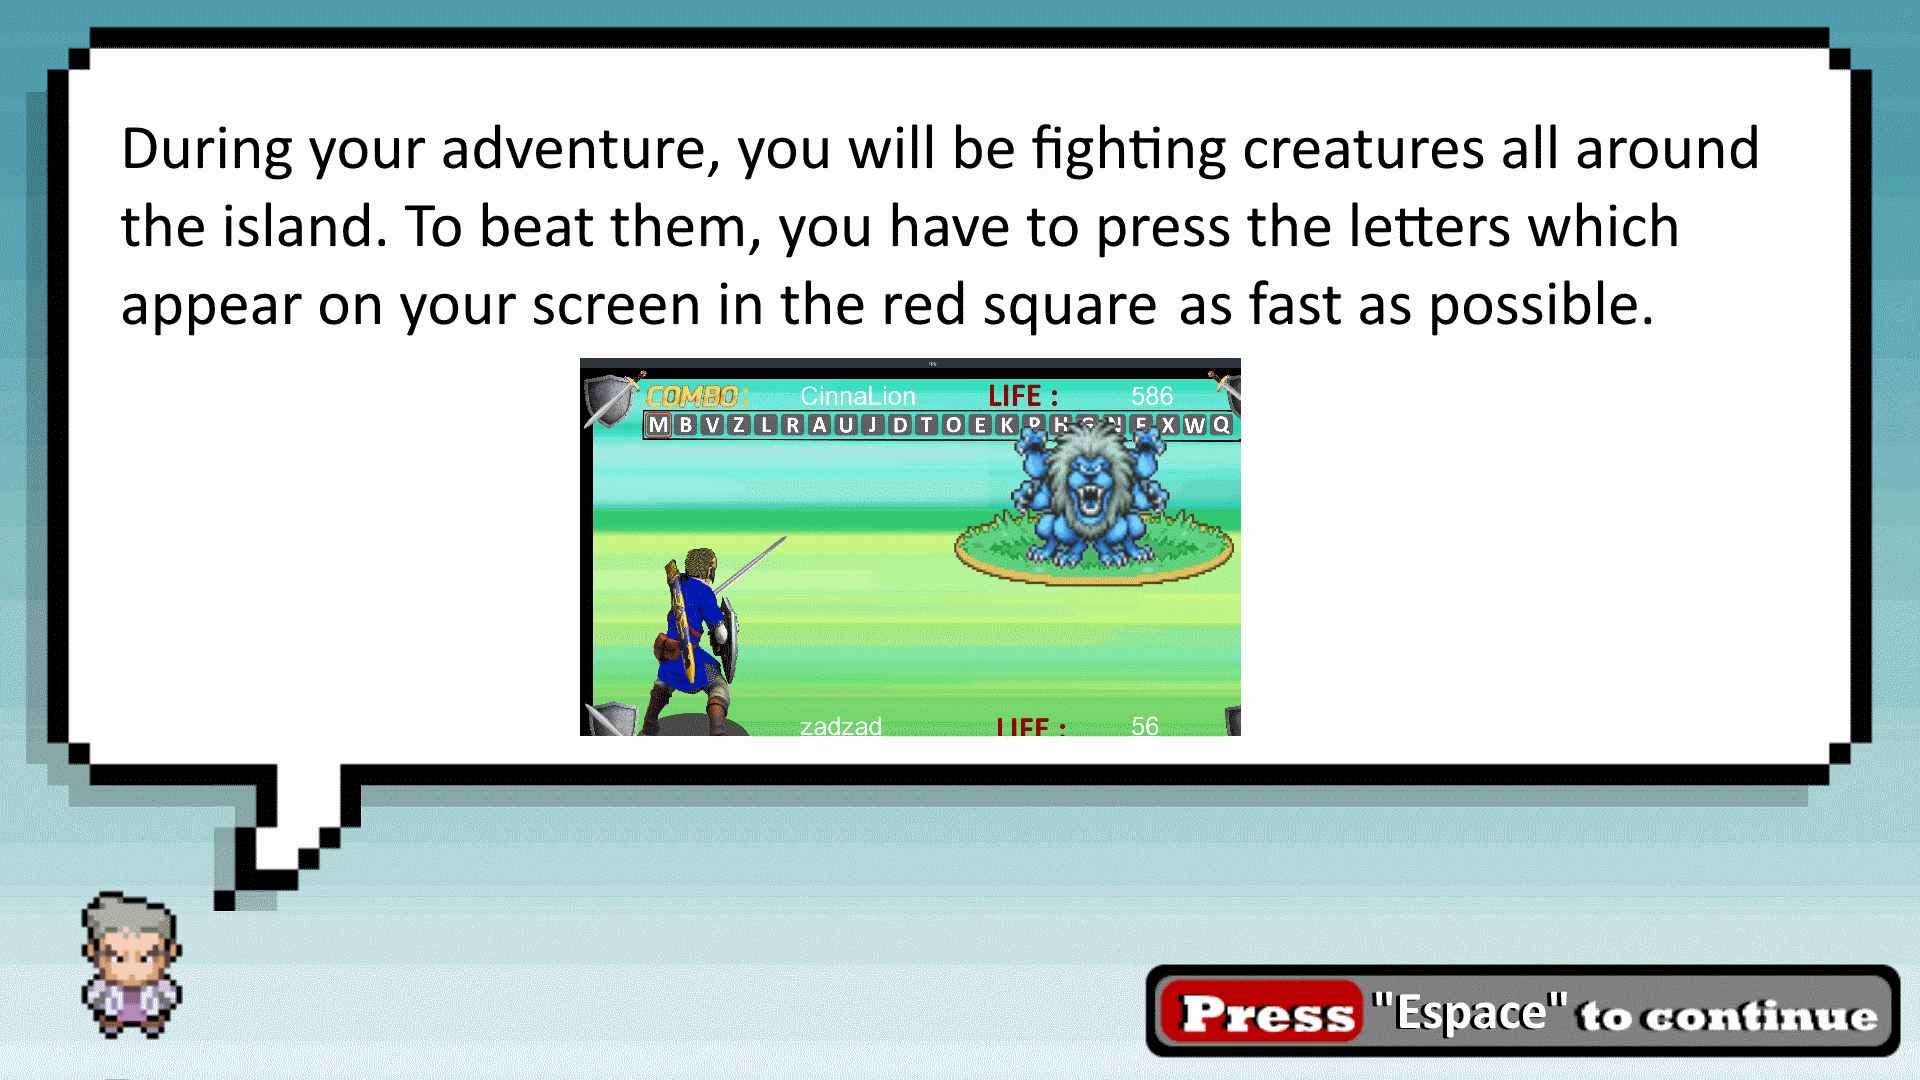 During your adventure, you will be fighting creatures all around
the island. To beat them, you have to press the letters which
appear on your screen in the red square as fast as possible.
COMBO: CinnaLion LIFE : 586
M B V Z L R A U J D T O E K P H G N F X W Q
zadzad LIFE : 56
Press "Espace" to continue